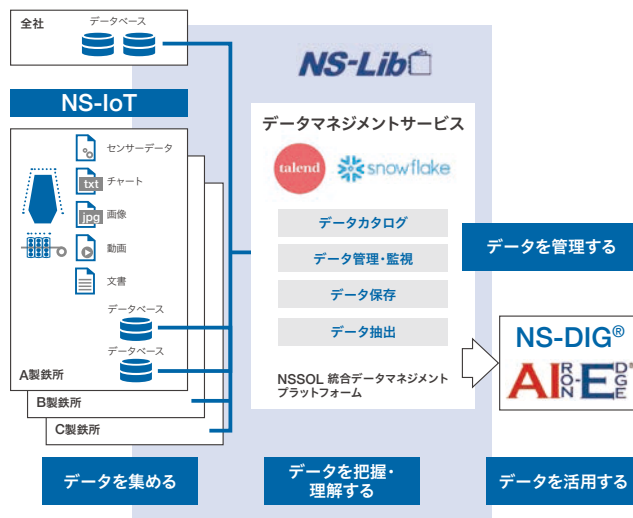 全社
データベース
NS-IoT
センサーデータ
txt
チャート
jpg
画像
動画
文書
データベース
データベース
A製鉄所
B製鉄所
C製鉄所
データを集める
NS-Lib
データマネジメントサービス
talend
snowflake
データカタログ
データ管理・監視
データ保存
データ抽出
NSSOL 統合データマネジメント
プラットフォーム
データを把握・
理解する
データを管理する
NS-DIG®
AIRON-EDGE®
データを活用する